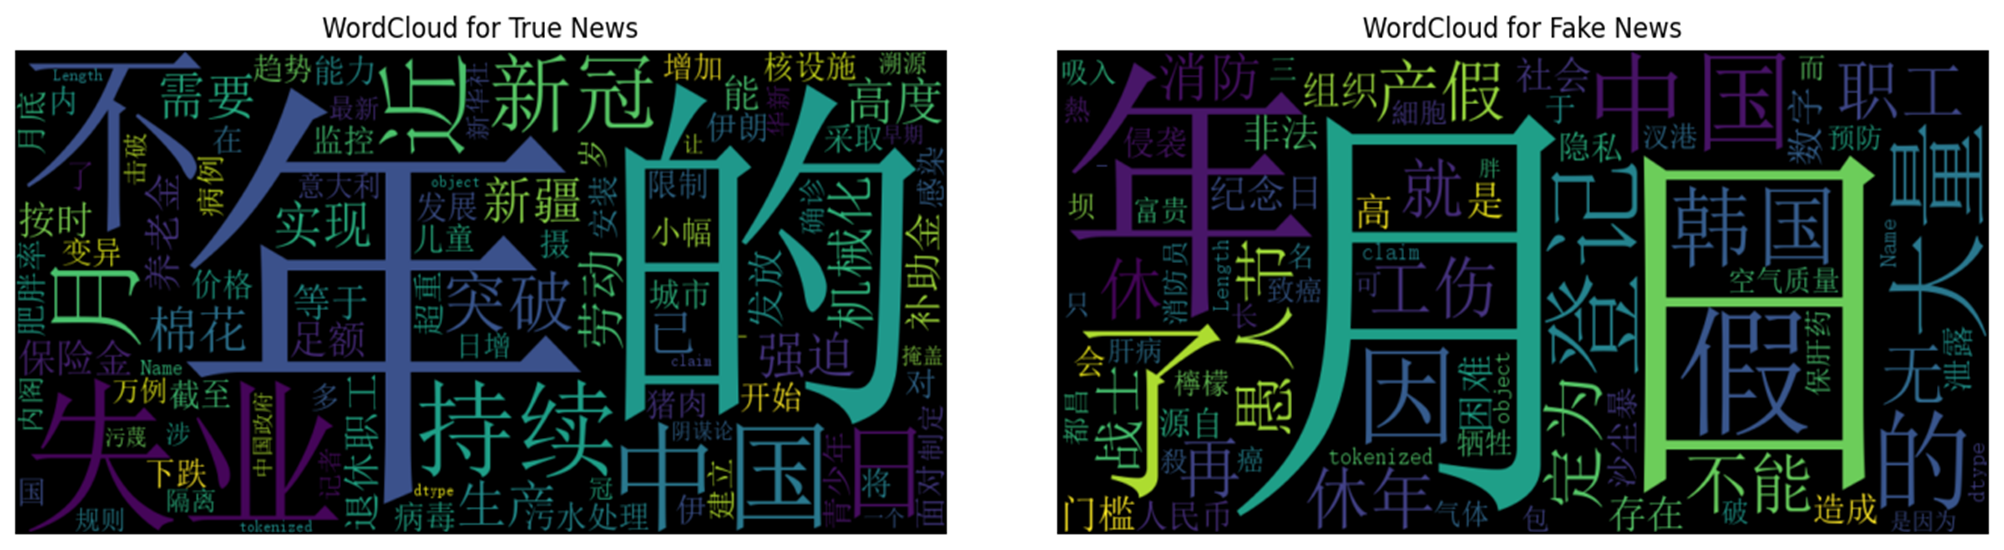 WordCloud for True News
WordCloud for Fake News
Length
不
需要
趋势
能力
近
新冠
增加
核设施
溯源
月底
内
最新
新华社
能
华新
高度
在
监控
伊朗
采取
早期
了
击破
病例
岁
让
感染
养老金
意大利
object
限制
确诊
按时
实现
发展
新疆
安装
小幅
机械化
变异
儿童
摄
肥胖率
月
价格
年
的
等于
超重
突破
劳动
城市
发放
补助金
棉花
足额
已
保险金
日增
claim
强迫
掩盖
Name
万例
截至
多
持续
猪肉
开始
对
内阁
失业
中国政府
退休职工
阴谋论
污蔑
涉
中国
青少年
日
制定
下跌
记者
dtype
生产
冠
伊
建立
将
面对
国
隔离
病毒
污水处理
一个
规则
tokenized
吸入
消防
三
组织
产假
社会
中国
而
职工
熱
年
細胞
于
数字
侵袭
非法
隐私
汊港
预防
大量
胖
坝
富贵
纪念日
高
就
是
登记
日
韩国
月
claim
名
Name
休
消防员
Length
节
致癌
可
工伤
空气质量
只
长
了
愚人
因
假
保肝药
会
肝病
无
泄露
战士
檸檬
困难
object
定为
沙尘暴
都昌
源自
牺牲
的
殺
再
癌
tokenized
不能
dtype
门槛
人民币
休年
气体
包
存在
破
造成
是因为